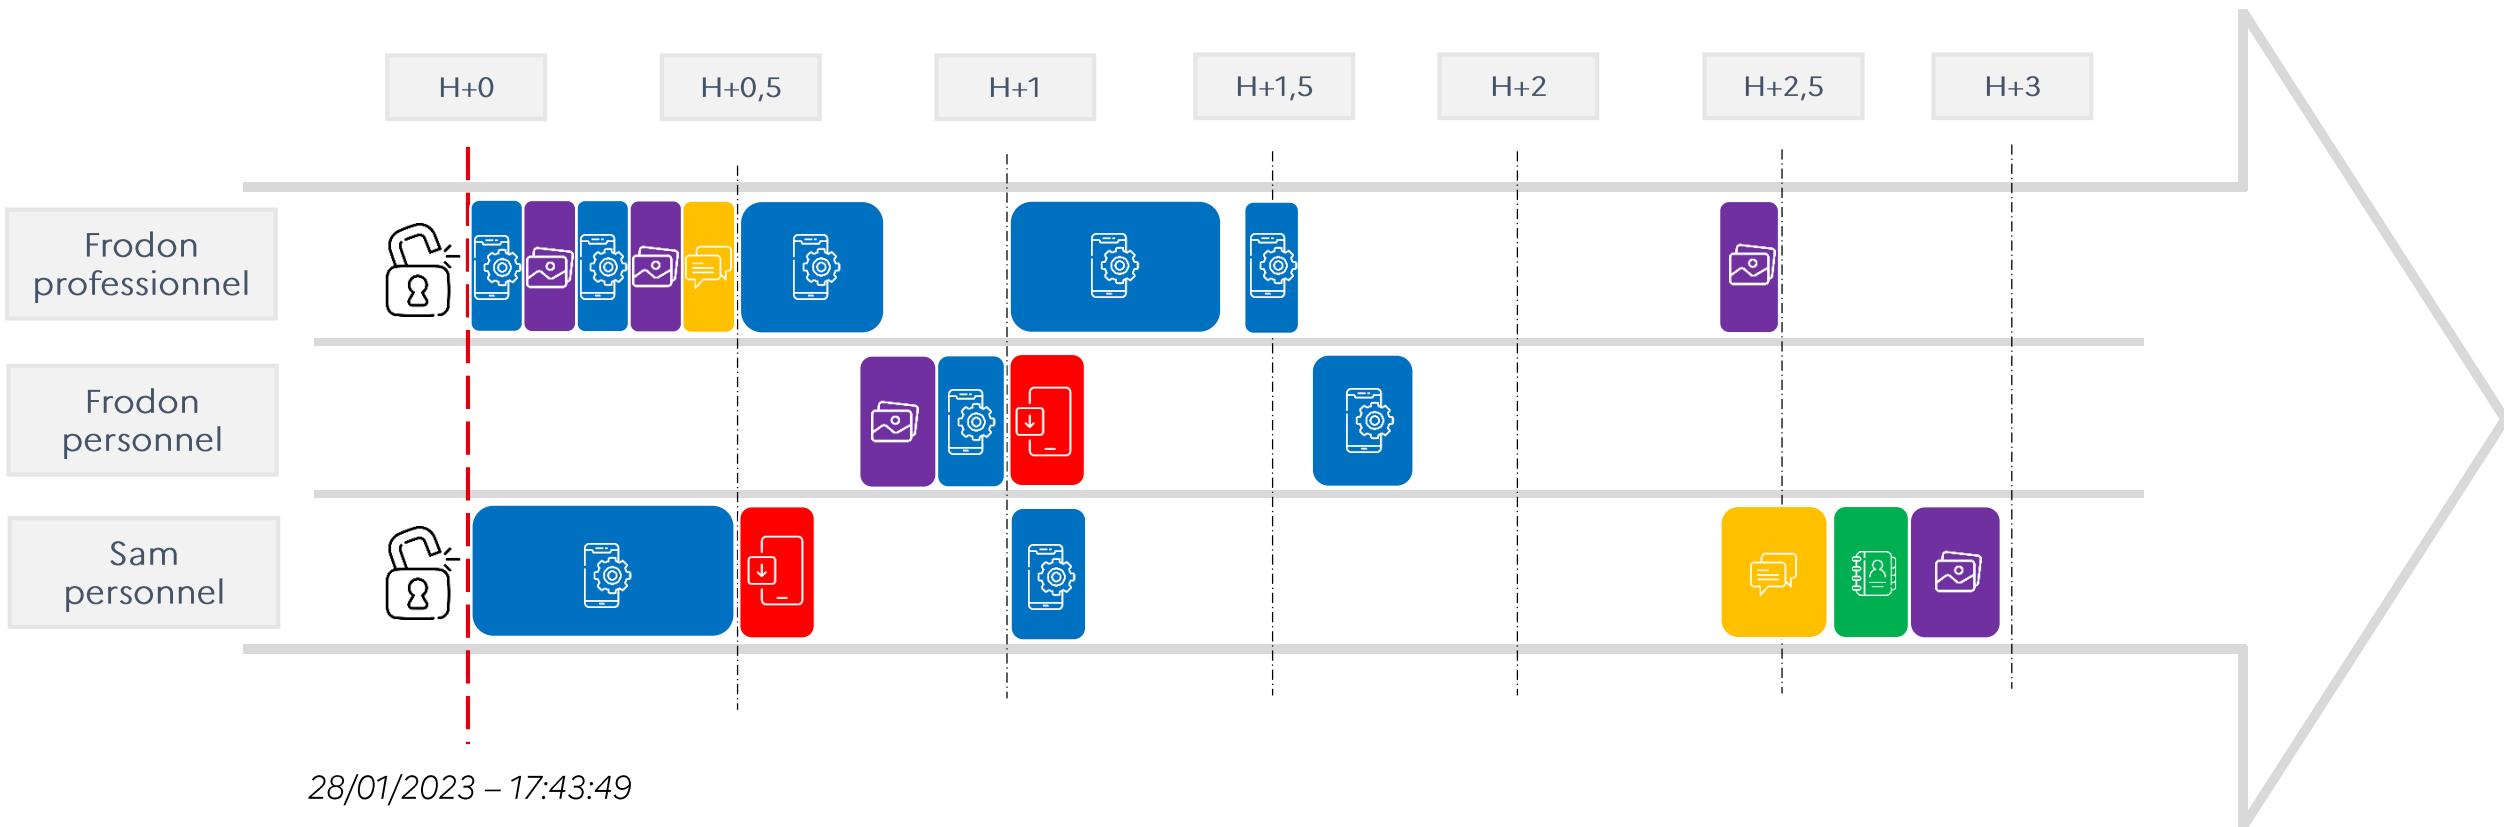 H+0
H+0,5
H+1
H+1,5
H+2
H+2,5
H+3
Frodon
professionnel
Frodon
personnel
Sam
personnel
28/01/2023 – 17:43:49